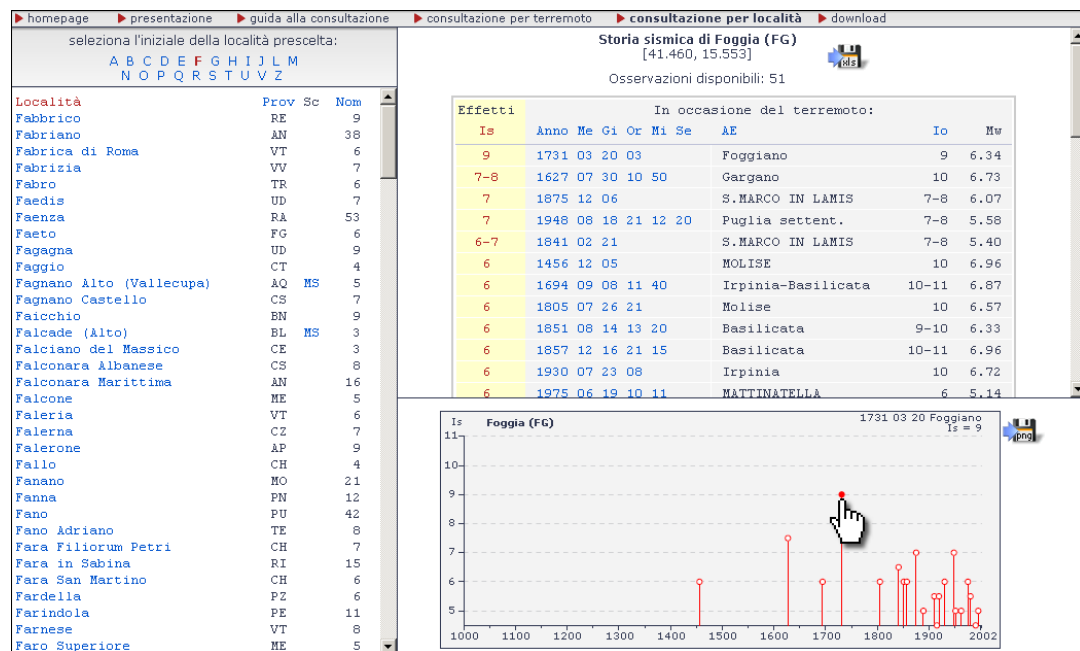 homepage presentazione guida alla consultazione consultazione per terremoto consultazione per località download
seleziona l'iniziale della località prescelta:
A B C D E F G H I J L M
N O P Q R S T U V Z
Località Prov Sc Nom
Fabbrico RE 9
Fabriano AN 38
Fabrica di Roma VT 6
Fabrizia VV 7
Fabro TR 6
Faedis UD 7
Faenza RA 53
Faeto FG 6
Fagagna UD 9
Faggio CT 4
Fagnano Alto (Vallecupa) AQ MS 5
Fagnano Castello CS 7
Faicchio BN 9
Falcade (Alto) BL MS 3
Falciano del Massico CE 3
Falconara Albanese CS 8
Falconara Marittima AN 16
Falcone ME 5
Faleria VT 6
Falerna CZ 7
Falerone AP 9
Fallo CH 4
Fanano MO 21
Fanna PN 12
Fano PU 42
Fano Adriano TE 8
Fara Filiorum Petri CH 7
Fara in Sabina RI 15
Fara San Martino CH 6
Fardella PZ 6
Farindola PE 11
Farnese VT 8
Faro Superiore ME 5
Storia sismica di Foggia (FG)
[41.460, 15.553]
xls
Osservazioni disponibili: 51
Effetti In occasione del terremoto:
Is Anno Me Gi Or Mi Se AE Io Mw
9 1731 03 20 03 Foggiano 9 6.34
7-8 1627 07 30 10 50 Gargano 10 6.73
7 1875 12 06 S.MARCO IN LAMIS 7-8 6.07
7 1948 08 18 21 12 20 Puglia settent. 7-8 5.58
6-7 1841 02 21 S.MARCO IN LAMIS 7-8 5.40
6 1456 12 05 MOLISE 10 6.96
6 1694 09 08 11 40 Irpinia-Basilicata 10-11 6.87
6 1805 07 26 21 Molise 10 6.57
6 1851 08 14 13 20 Basilicata 9-10 6.33
6 1857 12 16 21 15 Basilicata 10-11 6.96
6 1930 07 23 08 Irpinia 10 6.72
6 1975 06 19 10 11 MATTINATELLA 6 5.14
Is Foggia (FG) 1731 03 20 Foggiano
Is = 9
png
11
10
9
8
7
6
5
1000 1100 1200 1300 1400 1500 1600 1700 1800 1900 2002